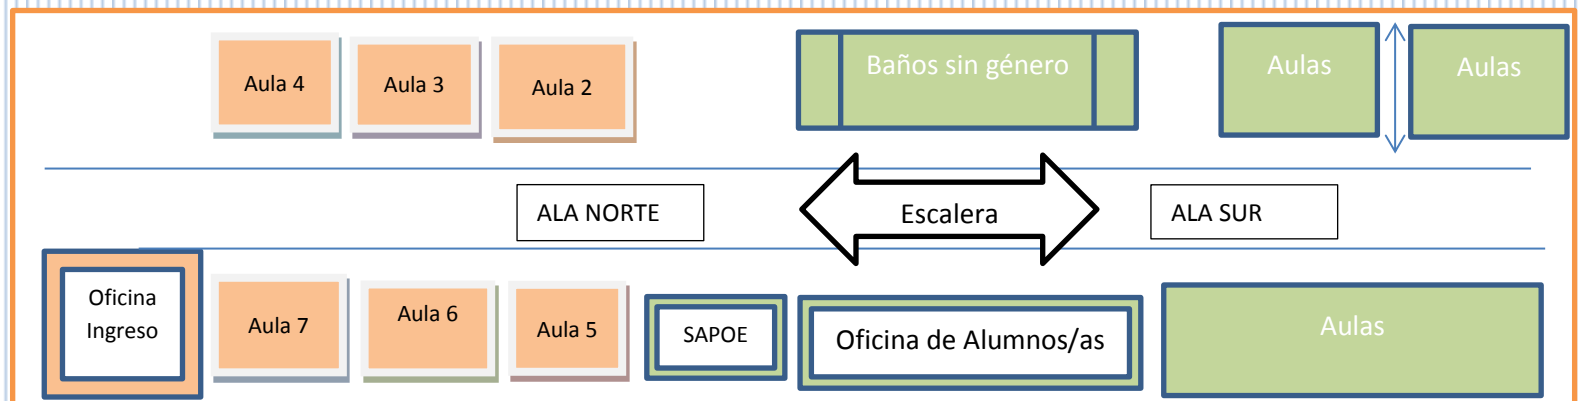 Aula 4
Aula 3
Aula 2
Baños sin género
Aulas
Aulas
ALA NORTE
Escalera
ALA SUR
Oficina
Ingreso
Aula 7
Aula 6
Aula 5
SAPOE
Oficina de Alumnos/as
Aulas